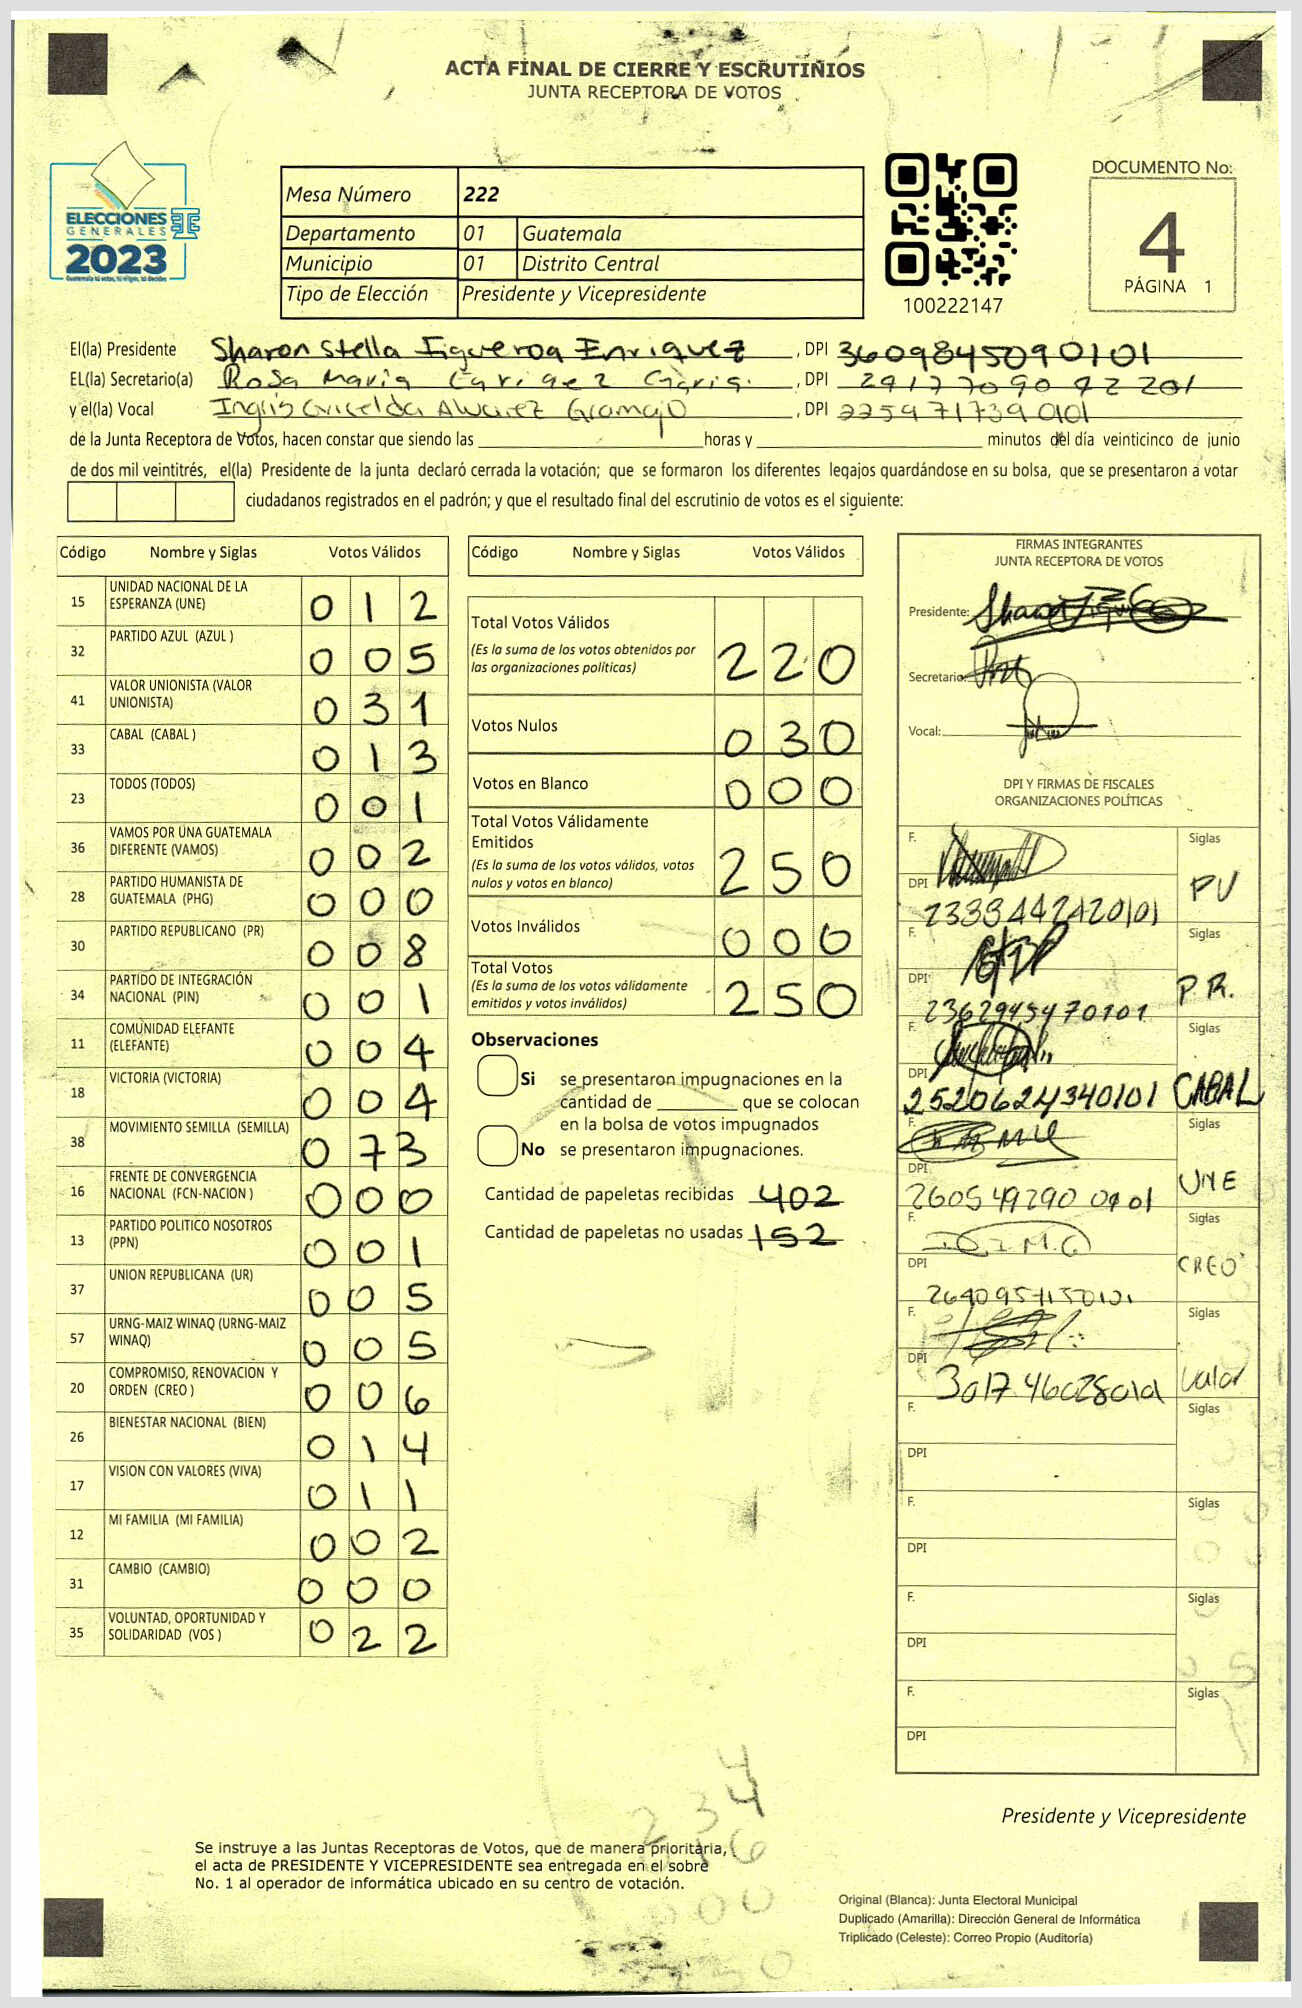 ACTA FINAL DE CIERRE Y ESCRUTINIOS
JUNTA RECEPTORA DE VOTOS
ELECCIONES
GENERALES
2023
Mesa Número 222
Departamento 01 Guatemala
Municipio 01 Distrito Central
Tipo de Elección Presidente y Vicepresidente
100222147
DOCUMENTO No:
4
PÁGINA 1
El(la) Presidente Sharon Stella Figueroa Enriquez , DPI 3609845090101
EL(la) Secretario(a) Rosa Maria , DPI
y el(la) Vocal Alvarez Gramajo , DPI 2259717390101
de la Junta Receptora de Votos, hacen constar que siendo las horas y minutos del día veinticinco de junio
de dos mil veintitrés, el(la) Presidente de la junta declaró cerrada la votación; que se formaron los diferentes legajos quardándose en su bolsa, que se presentaron a votar
ciudadanos registrados en el padrón; y que el resultado final del escrutinio de votos es el siguiente:
Código Nombre y Siglas Votos Válidos
15 UNIDAD NACIONAL DE LA ESPERANZA (UNE) 0 1 2
32 PARTIDO AZUL (AZUL ) 0 0 5
41 VALOR UNIONISTA (VALOR UNIONISTA) 0 3 1
33 CABAL (CABAL ) 0 1 3
23 TODOS (TODOS) 0 0 1
36 VAMOS POR UNA GUATEMALA DIFERENTE (VAMOS) 0 0 2
28 PARTIDO HUMANISTA DE GUATEMALA (PHG) 0 0 0
30 PARTIDO REPUBLICANO (PR) 0 0 8
34 PARTIDO DE INTEGRACIÓN NACIONAL (PIN) 0 0 1
11 COMUNIDAD ELEFANTE (ELEFANTE) 0 0 4
18 VICTORIA (VICTORIA) 0 0 4
38 MOVIMIENTO SEMILLA (SEMILLA) 0 7 3
16 FRENTE DE CONVERGENCIA NACIONAL (FCN-NACION ) 0 0 0
13 PARTIDO POLITICO NOSOTROS (PPN) 0 0 1
37 UNION REPUBLICANA (UR) 0 0 5
57 URNG-MAIZ WINAQ (URNG-MAIZ WINAQ) 0 0 5
20 COMPROMISO, RENOVACION Y ORDEN (CREO ) 0 0 6
26 BIENESTAR NACIONAL (BIEN) 0 1 4
17 VISION CON VALORES (VIVA) 0 1 1
12 MI FAMILIA (MI FAMILIA) 0 0 2
31 CAMBIO (CAMBIO) 0 0 0
35 VOLUNTAD, OPORTUNIDAD Y SOLIDARIDAD (VOS ) 0 2 2
Código Nombre y Siglas Votos Válidos
Total Votos Válidos
(Es la suma de los votos obtenidos por
las organizaciones políticas) 2 2 0
Votos Nulos 0 3 0
Votos en Blanco 0 0 0
Total Votos Válidamente
Emitidos
(Es la suma de los votos válidos, votos
nulos y votos en blanco) 2 5 0
Votos Inválidos 0 0 0
Total Votos
(Es la suma de los votos válidamente
emitidos y votos inválidos) 2 5 0
Observaciones
Si se presentaron impugnaciones en la
cantidad de que se colocan
en la bolsa de votos impugnados
No se presentaron impugnaciones.
Cantidad de papeletas recibidas 402
Cantidad de papeletas no usadas 152
FIRMAS INTEGRANTES
JUNTA RECEPTORA DE VOTOS
Presidente:
Secretario:
Vocal:
DPI Y FIRMAS DE FISCALES
ORGANIZACIONES POLÍTICAS
F. Siglas
DPI PU
F. Siglas
DPI P.R.
F. Siglas
DPI 2520624340101 CABAL
F. Siglas
DPI UNE
F. Siglas
DPI CREO
F. Siglas
DPI Valor
F. Siglas
DPI
F. Siglas
DPI
F. Siglas
DPI
F. Siglas
DPI
Presidente y Vicepresidente
Se instruye a las Juntas Receptoras de Votos, que de manera prioritaria,
el acta de PRESIDENTE Y VICEPRESIDENTE sea entregada en el sobre
No. 1 al operador de informática ubicado en su centro de votación.
Original (Blanca): Junta Electoral Municipal
Duplicado (Amarilla): Dirección General de Informática
Triplicado (Celeste): Correo Propio (Auditoría)